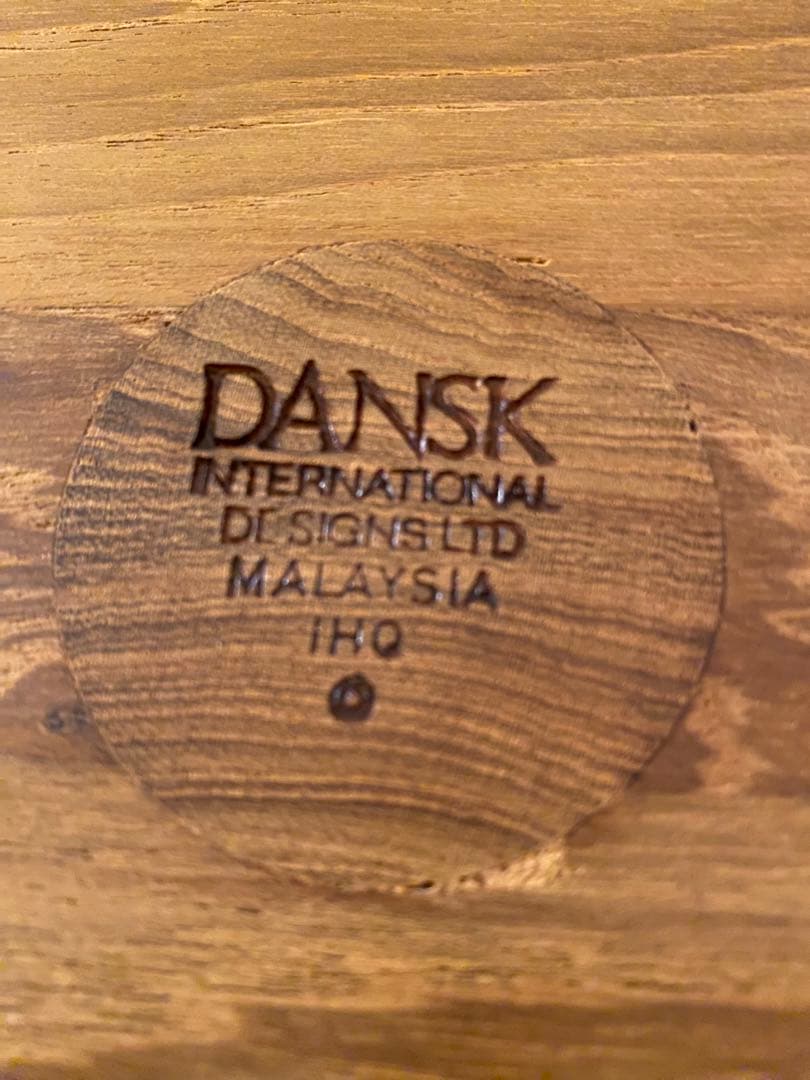 DANSK
INTERNATIONAL
DESIGNS LTD
MALAYSIA
IHQ